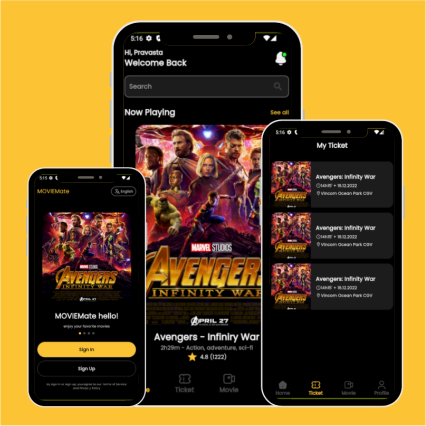 5:16
Hi, Pravasta
Welcome Back
Search
Now Playing
See all
MARVEL STUDIOS
AVENGERS
INFINITY WAR
APRIL 27
Avengers - Infinity War
2h29m - Action, adventure, sci-fi
4.8 (1222)
Ticket
Movie
5:15
MOVIEMate
English
MARVEL STUDIOS
AVENGERS
INFINITY WAR
APRIL 27
MOVIEMate hello!
enjoy your favorite movies
Sign In
Sign Up
By sign in or sign up, you agree to our Terms of Service
and Privacy Policy
5:16
My Ticket
Avengers: Infinity War
14h15' • 16.12.2022
Vincom Ocean Park CGV
Avengers: Infinity War
14h15' • 16.12.2022
Vincom Ocean Park CGV
Avengers: Infinity War
14h15' • 16.12.2022
Vincom Ocean Park CGV
Home
Ticket
Movie
Profile